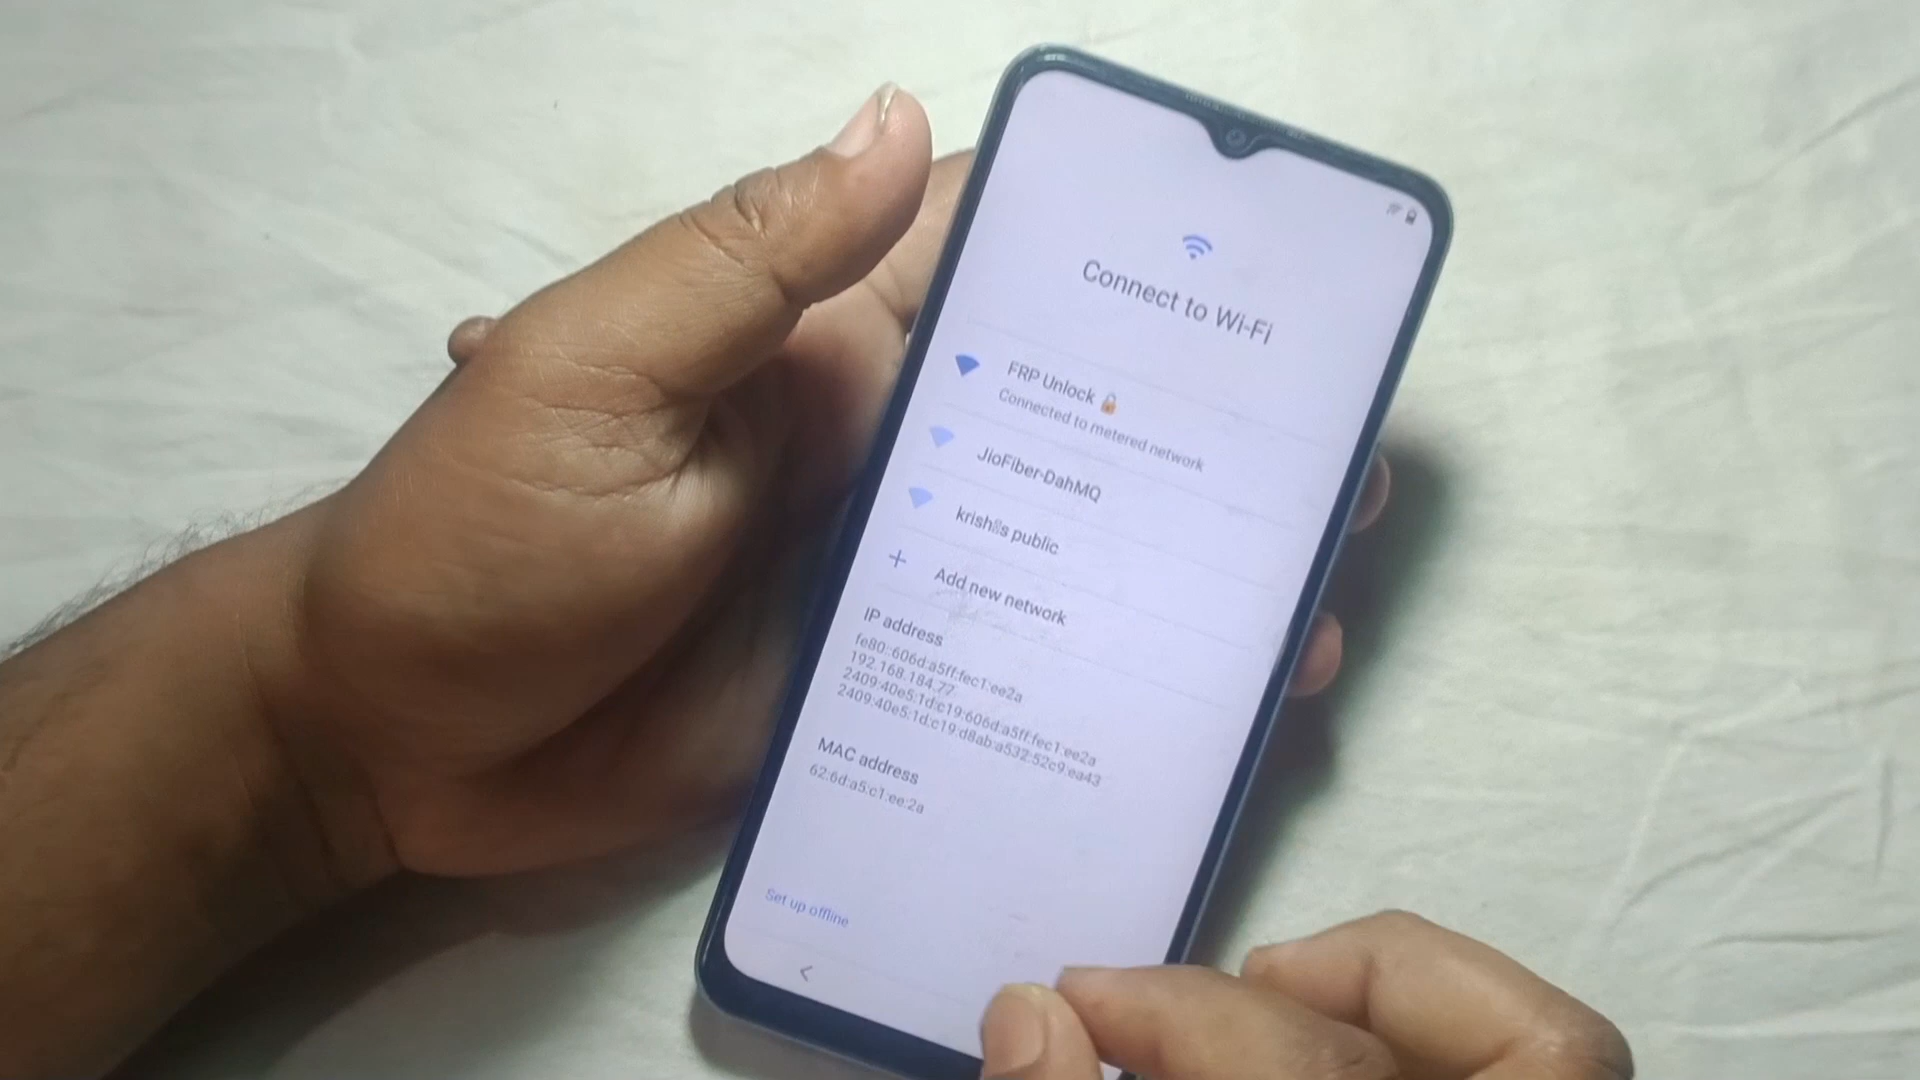 Connect to Wi-Fi
FRP Unlock 🔓
Connected to metered network
JioFiber-DahMQ
krish s public
Add new network
IP address
fe80::606d:a5ff:fec1:ee2a
192.168.184.77
2409:40e5:1d:c19:606d:a5ff:fec1:ee2a
2409:40e5:1d:c19:d8ab:a532:52c9:ea43
MAC address
62:6d:a5:c1:ee:2a
Set up offline